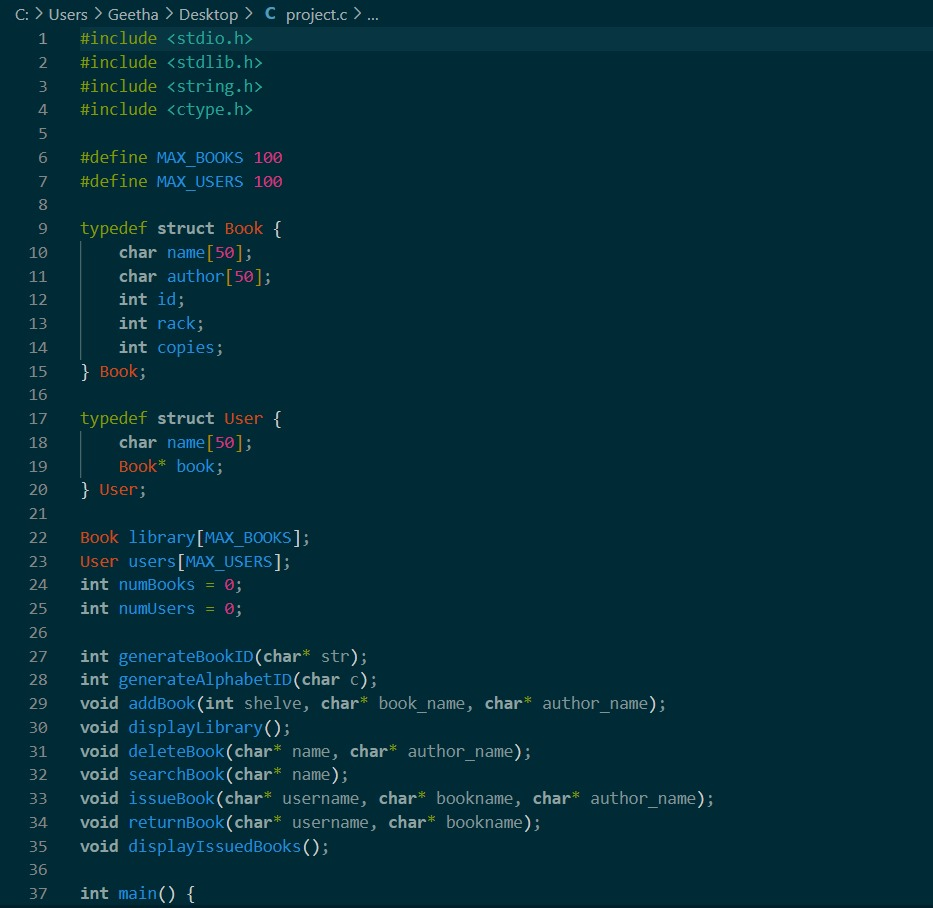 C: > Users > Geetha > Desktop > C project.c > ...
1 #include <stdio.h>
2 #include <stdlib.h>
3 #include <string.h>
4 #include <ctype.h>
5
6 #define MAX_BOOKS 100
7 #define MAX_USERS 100
8
9 typedef struct Book {
10     char name[50];
11     char author[50];
12     int id;
13     int rack;
14     int copies;
15 } Book;
16
17 typedef struct User {
18     char name[50];
19     Book* book;
20 } User;
21
22 Book library[MAX_BOOKS];
23 User users[MAX_USERS];
24 int numBooks = 0;
25 int numUsers = 0;
26
27 int generateBookID(char* str);
28 int generateAlphabetID(char c);
29 void addBook(int shelve, char* book_name, char* author_name);
30 void displayLibrary();
31 void deleteBook(char* name, char* author_name);
32 void searchBook(char* name);
33 void issueBook(char* username, char* bookname, char* author_name);
34 void returnBook(char* username, char* bookname);
35 void displayIssuedBooks();
36
37 int main() {